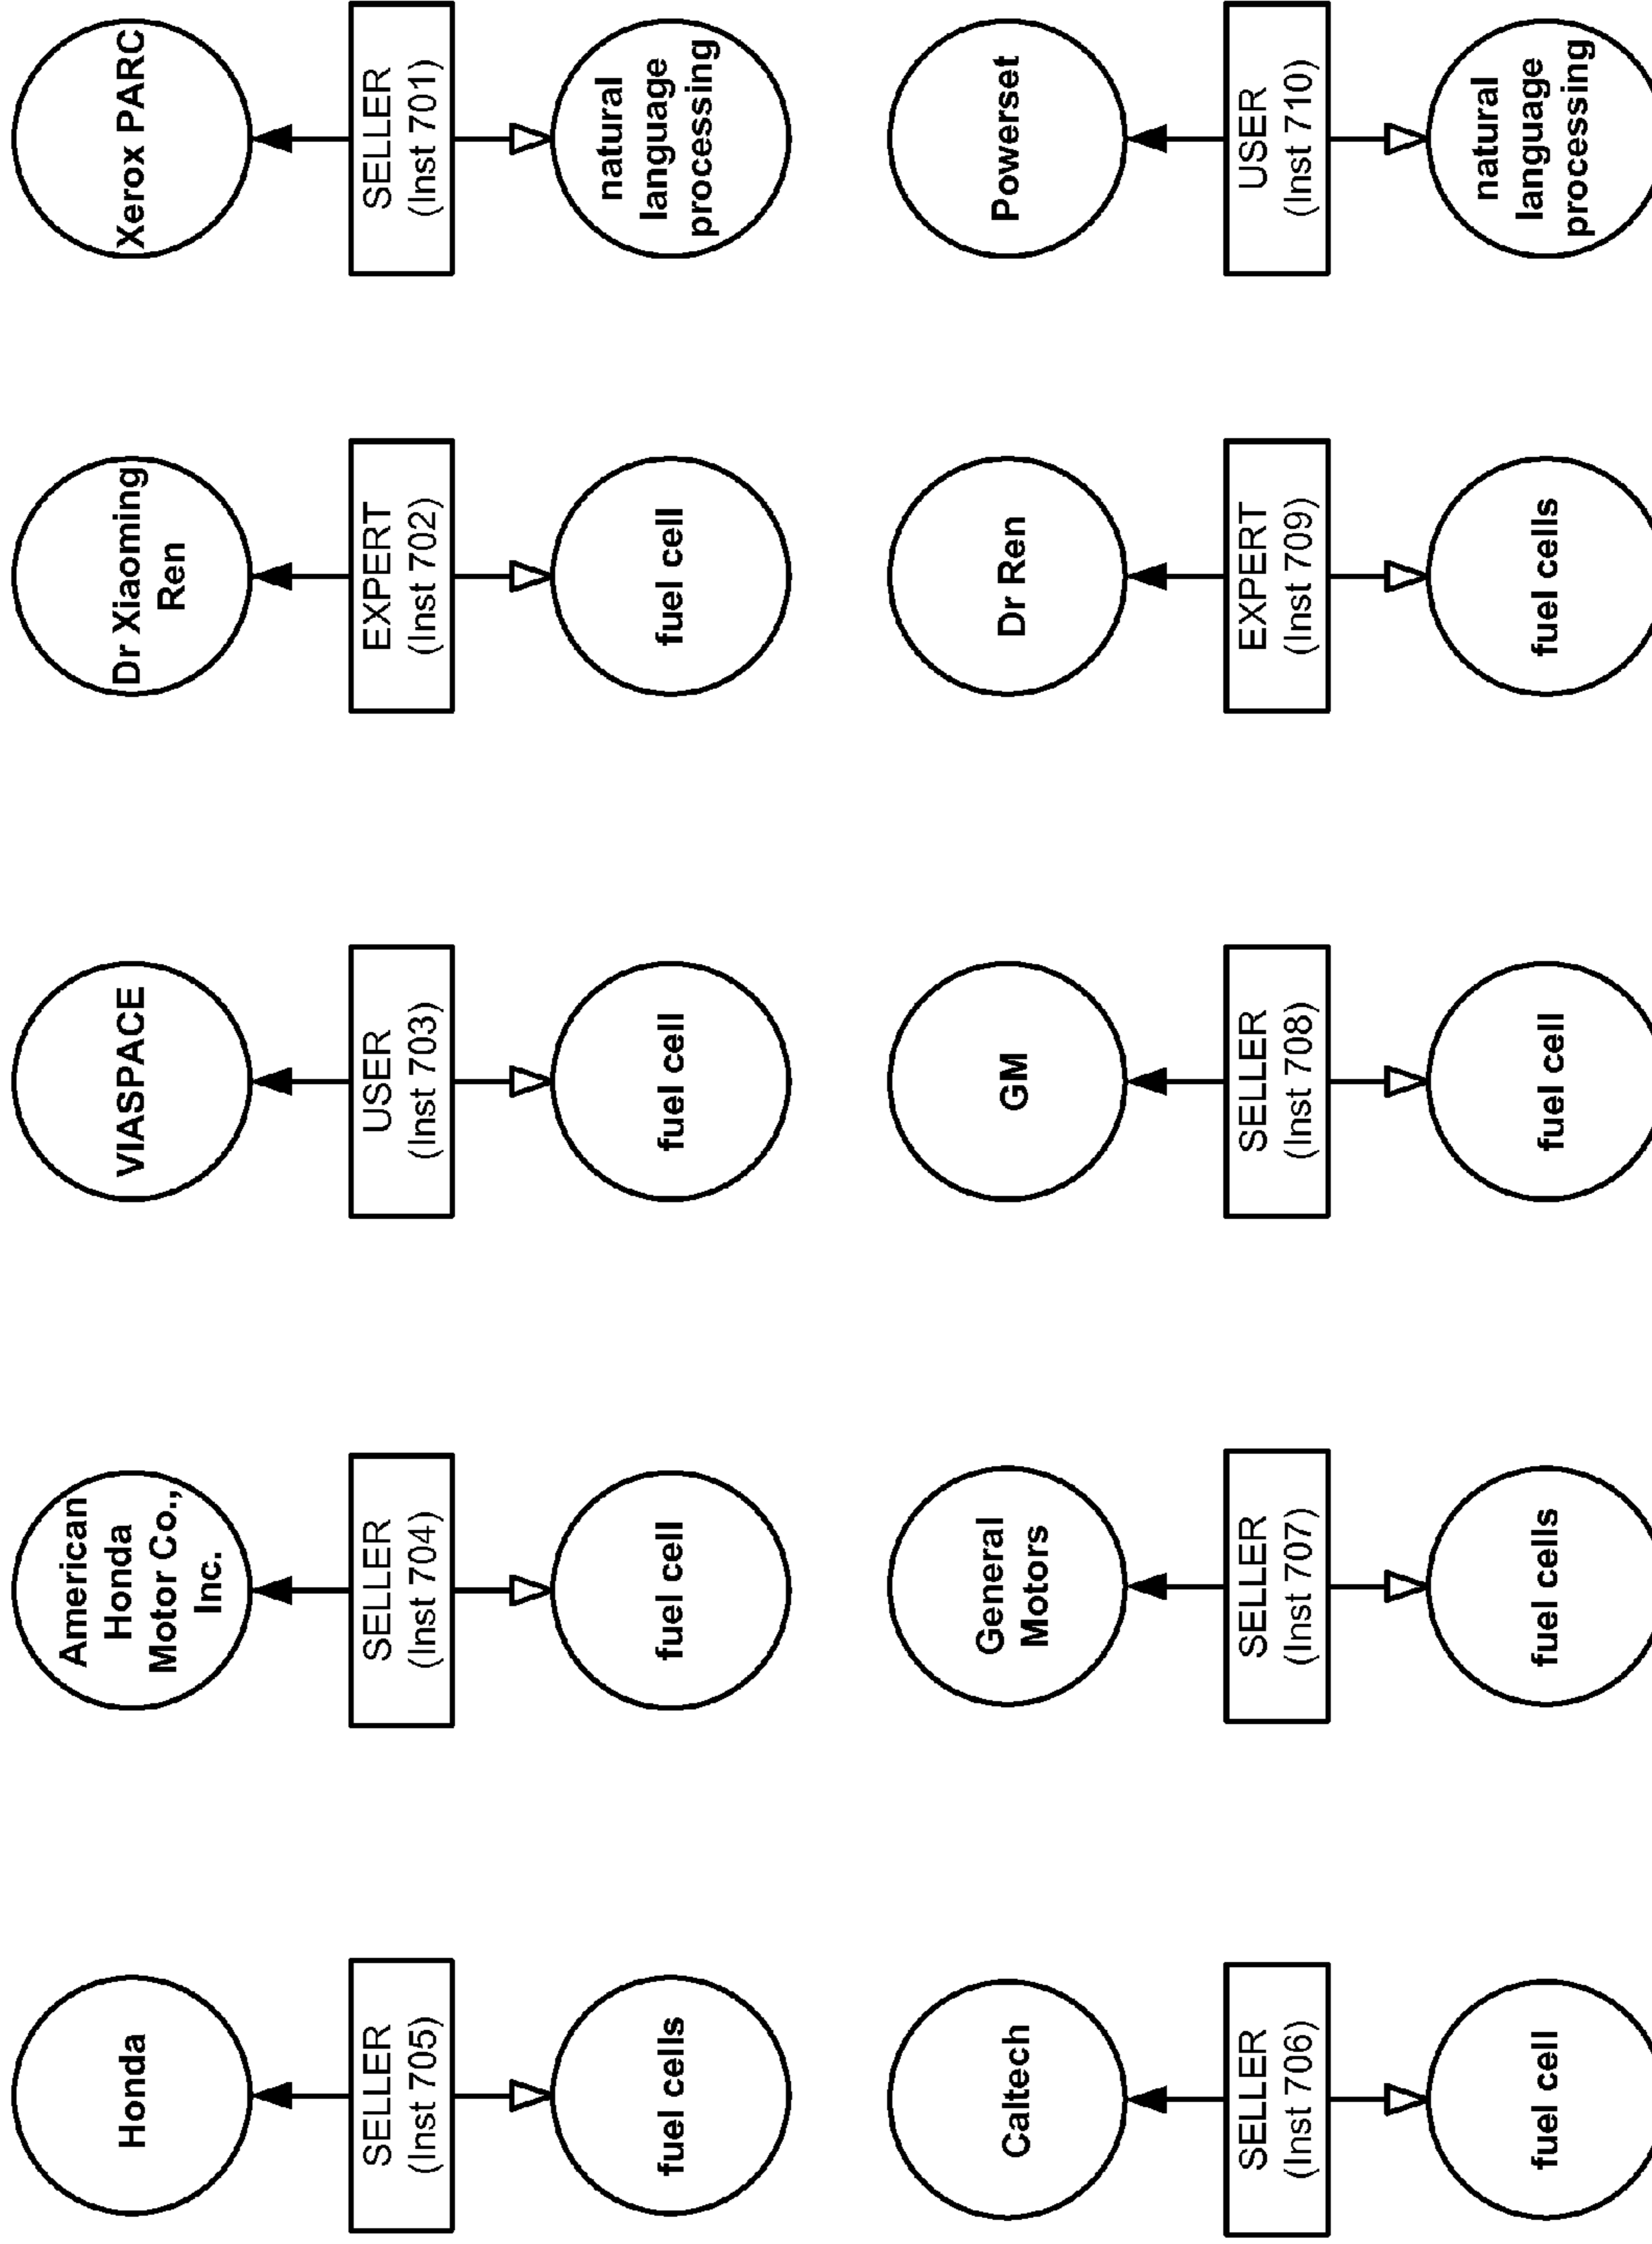 Honda
SELLER
(Inst 705)
fuel cells
American
Honda
Motor Co.,
Inc.
SELLER
(Inst 704)
fuel cell
VIASPACE
USER
(Inst 703)
fuel cell
Dr Xiaoming
Ren
EXPERT
(Inst 702)
fuel cell
Xerox PARC
SELLER
(Inst 701)
natural
language
processing
Caltech
SELLER
(Inst 706)
fuel cell
General
Motors
SELLER
(Inst 707)
fuel cells
GM
SELLER
(Inst 708)
fuel cell
Dr Ren
EXPERT
(Inst 709)
fuel cells
Powerset
USER
(Inst 710)
natural
language
processing